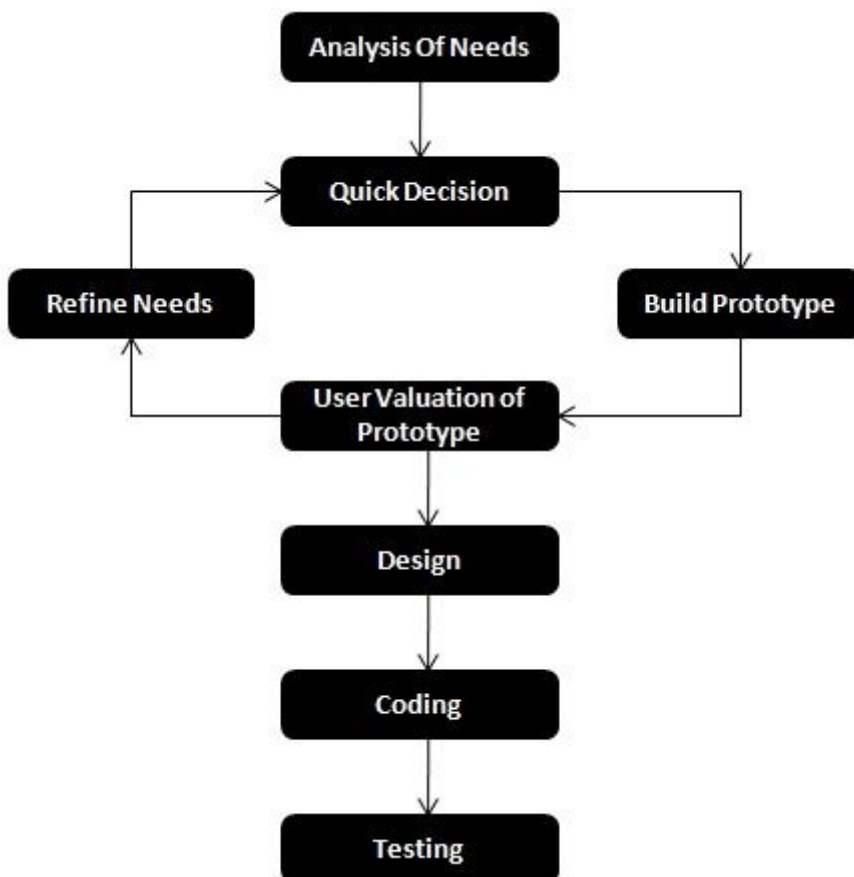 Analysis Of Needs
Quick Decision
Refine Needs
Build Prototype
User Valuation of
Prototype
Design
Coding
Testing